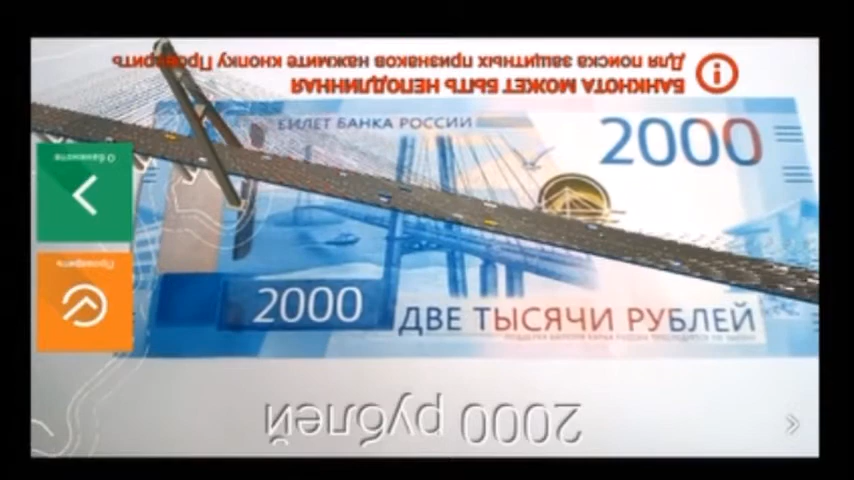 Для поиска защитных признаков нажмите кнопку Проверить
БАНКНОТА МОЖЕТ БЫТЬ НЕПОДЛИННАЯ
БИЛЕТ БАНКА РОССИИ
2000
О банкноте
Проверить
2000
ДВЕ ТЫСЯЧИ РУБЛЕЙ
2000 рублей